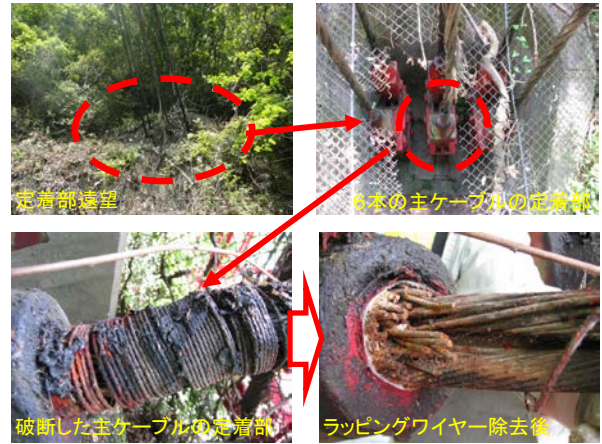 定着部遠望
6本の主ケーブルの定着部
破断した主ケーブルの定着部
ラッピングワイヤー除去後